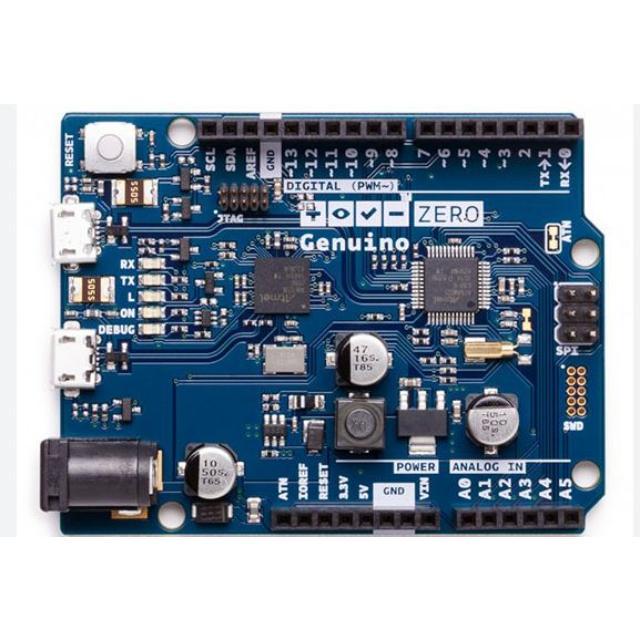 RESET
SCL
SDA
AREF
GND
~13
~12
~11
~10
~9
~8
7
~6
~5
~4
~3
2
TX→1
RX←0
DIGITAL (PWM~)
JTAG
ZERO
Genuino
ATN
RX
TX
L
ON
DEBUG
Atmel
SPI
47
16S
T85
SWD
10
50S
T65
POWER
ANALOG IN
ATN
IOREF
RESET
3.3V
5V
GND
VIN
A0
A1
A2
A3
A4
A5